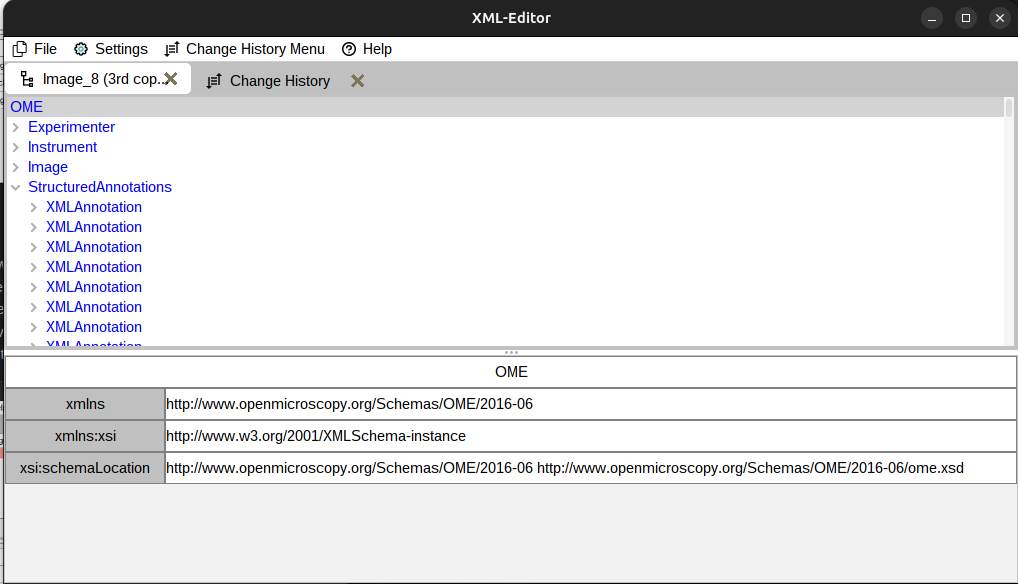 XML-Editor
File Settings Change History Menu Help
Image_8 (3rd cop.. Change History
OME
Experimenter
Instrument
Image
StructuredAnnotations
XMLAnnotation
XMLAnnotation
XMLAnnotation
XMLAnnotation
XMLAnnotation
XMLAnnotation
XMLAnnotation
XMLAnnotation
OME
xmlns http://www.openmicroscopy.org/Schemas/OME/2016-06
xmlns:xsi http://www.w3.org/2001/XMLSchema-instance
xsi:schemaLocation http://www.openmicroscopy.org/Schemas/OME/2016-06 http://www.openmicroscopy.org/Schemas/OME/2016-06/ome.xsd